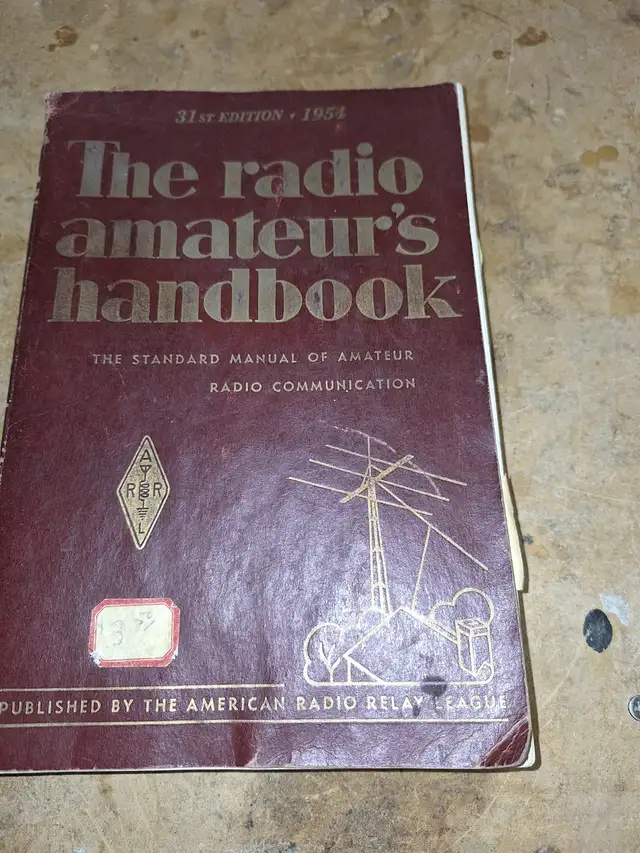 31ST EDITION • 1954
The radio
amateur's
handbook
THE STANDARD MANUAL OF AMATEUR
RADIO COMMUNICATION
A
R R
L
PUBLISHED BY THE AMERICAN RADIO RELAY LEAGUE